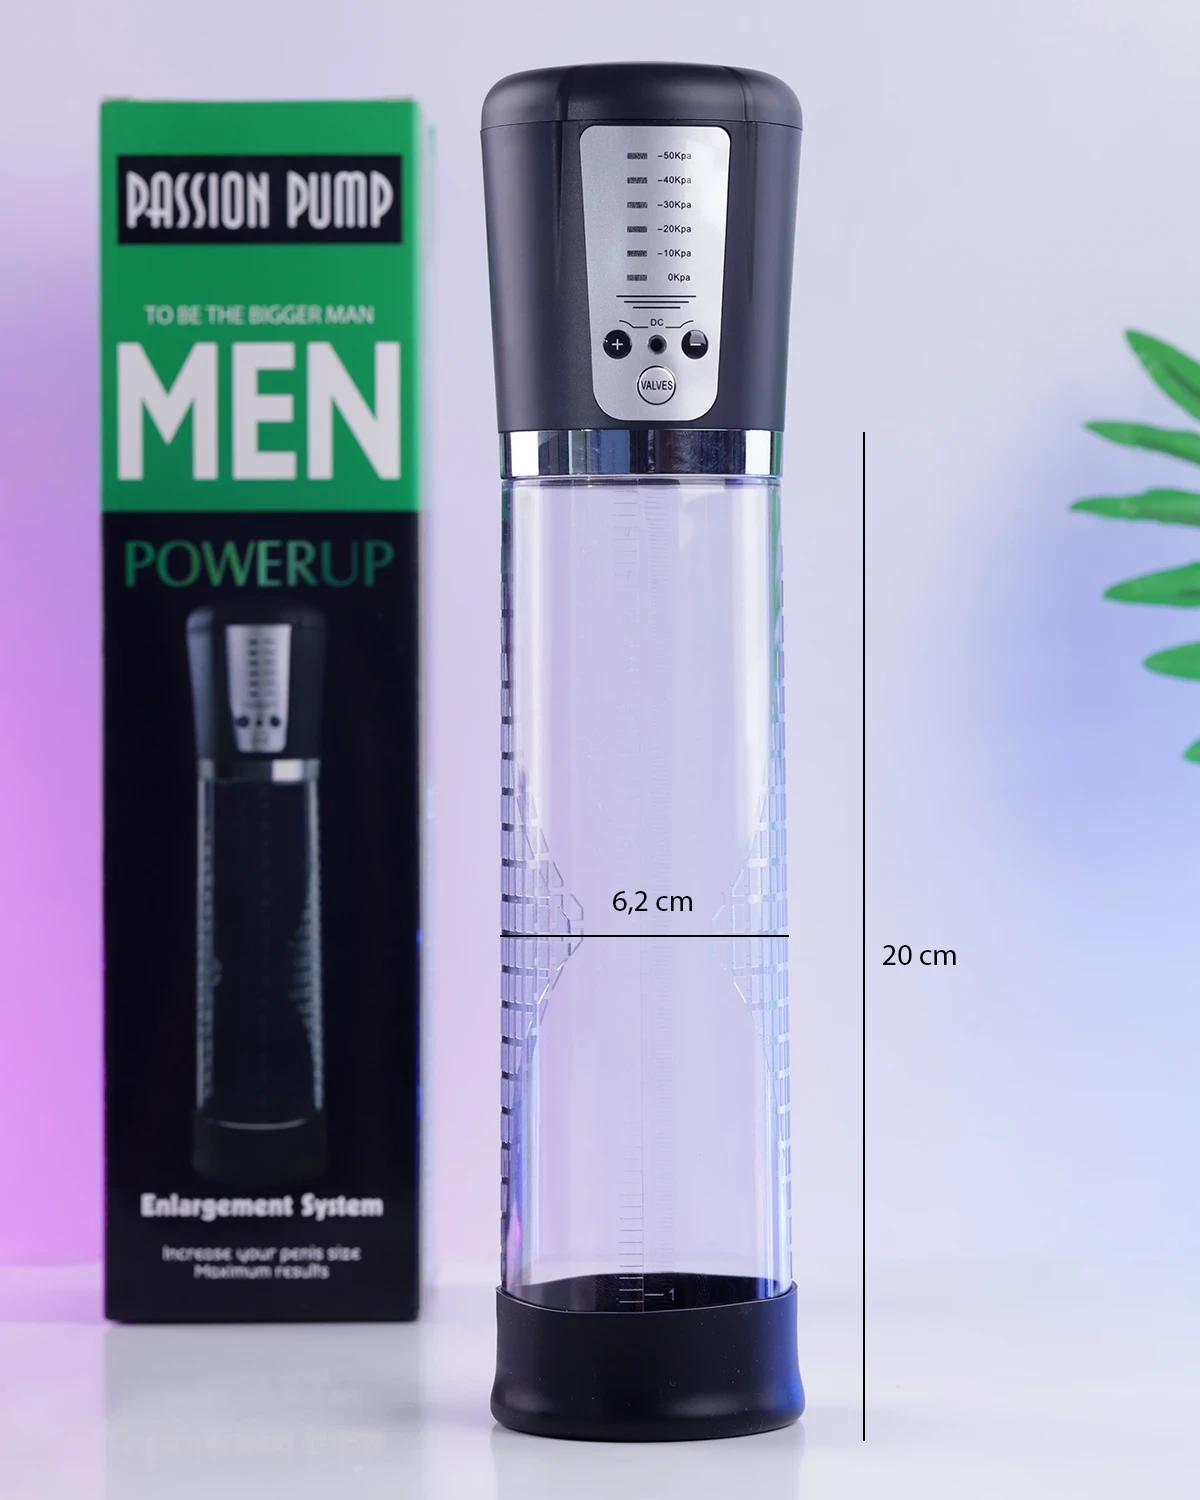 PASSION PUMP
TO BE THE BIGGER MAN
MEN
POWERUP
Enlargement System
Increase your penis size
Maximum results
-50Kpa
-40Kpa
-30Kpa
-20Kpa
-10Kpa
0Kpa
DC
+ -
VALVES
6,2 cm
20 cm
1